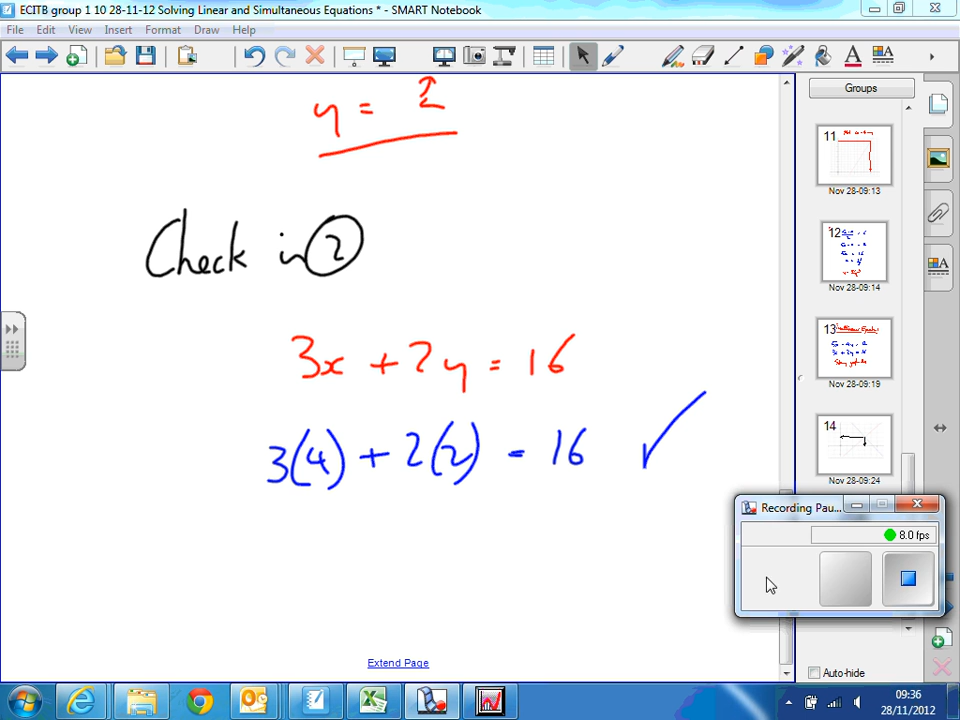 ECITB group 1 10 28-11-12 Solving Linear and Simultaneous Equations * - SMART Notebook
File Edit View Insert Format Draw Help
Groups
y = 2
11
Nov 28-09:13
Check in 2
12
Nov 28-09:14
3x + 2y = 16
13
Nov 28-09:19
3(4) + 2(2) = 16 ✓
14
Nov 28-09:24
Recording Pau...
8.0 fps
Extend Page
Auto-hide
09:36
28/11/2012